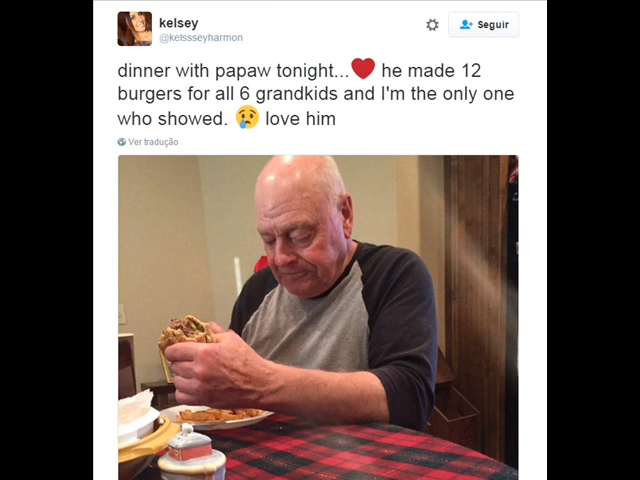 kelsey
@kelssseyharmon
Seguir
dinner with papaw tonight...❤ he made 12
burgers for all 6 grandkids and I'm the only one
who showed. 😢 love him
Ver tradução